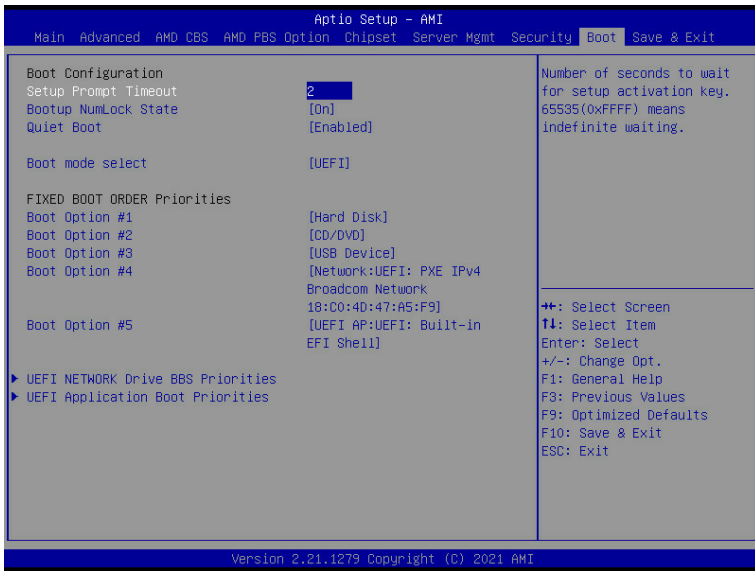 Aptio Setup – AMI
Main Advanced AMD CBS AMD PBS Option Chipset Server Mgmt Security Boot Save & Exit
Boot Configuration
Setup Prompt Timeout 2
Bootup NumLock State [On]
Quiet Boot [Enabled]
Boot mode select [UEFI]
FIXED BOOT ORDER Priorities
Boot Option #1 [Hard Disk]
Boot Option #2 [CD/DVD]
Boot Option #3 [USB Device]
Boot Option #4 [Network:UEFI: PXE IPv4
Broadcom Network
18:C0:4D:47:A5:F9]
Boot Option #5 [UEFI AP:UEFI: Built-in
EFI Shell]
▶ UEFI NETWORK Drive BBS Priorities
▶ UEFI Application Boot Priorities
Number of seconds to wait
for setup activation key.
65535(0xFFFF) means
indefinite waiting.
→←: Select Screen
↑↓: Select Item
Enter: Select
+/-: Change Opt.
F1: General Help
F3: Previous Values
F9: Optimized Defaults
F10: Save & Exit
ESC: Exit
Version 2.21.1279 Copyright (C) 2021 AMI